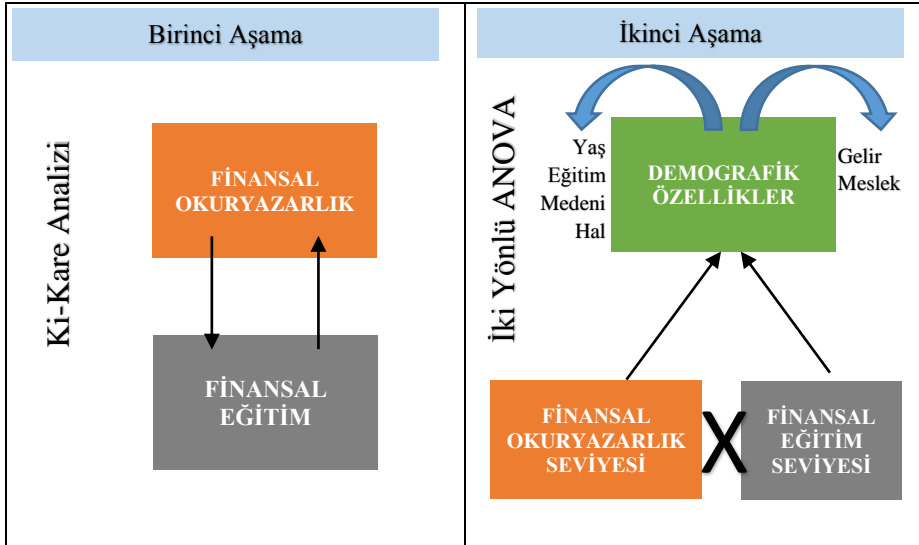 Birinci Aşama
Ki-Kare Analizi
FİNANSAL
OKURYAZARLIK
FİNANSAL
EĞİTİM
İkinci Aşama
İki Yönlü ANOVA
Yaş
Eğitim
Medeni
Hal
DEMOGRAFİK
ÖZELLİKLER
Gelir
Meslek
FİNANSAL
OKURYAZARLIK
SEVİYESİ
X
FİNANSAL
EĞİTİM
SEVİYESİ